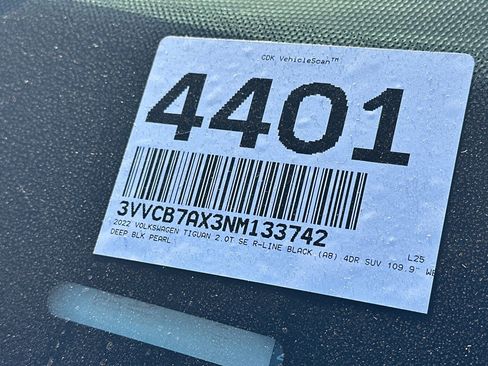 CDK VehicleScan™
4401
3VVCB7AX3NM133742
2022 VOLKSWAGEN TIGUAN 2.0T SE R-LINE BLACK (A8) 4DR SUV 109.9" WB
DEEP BLK PEARL
L25